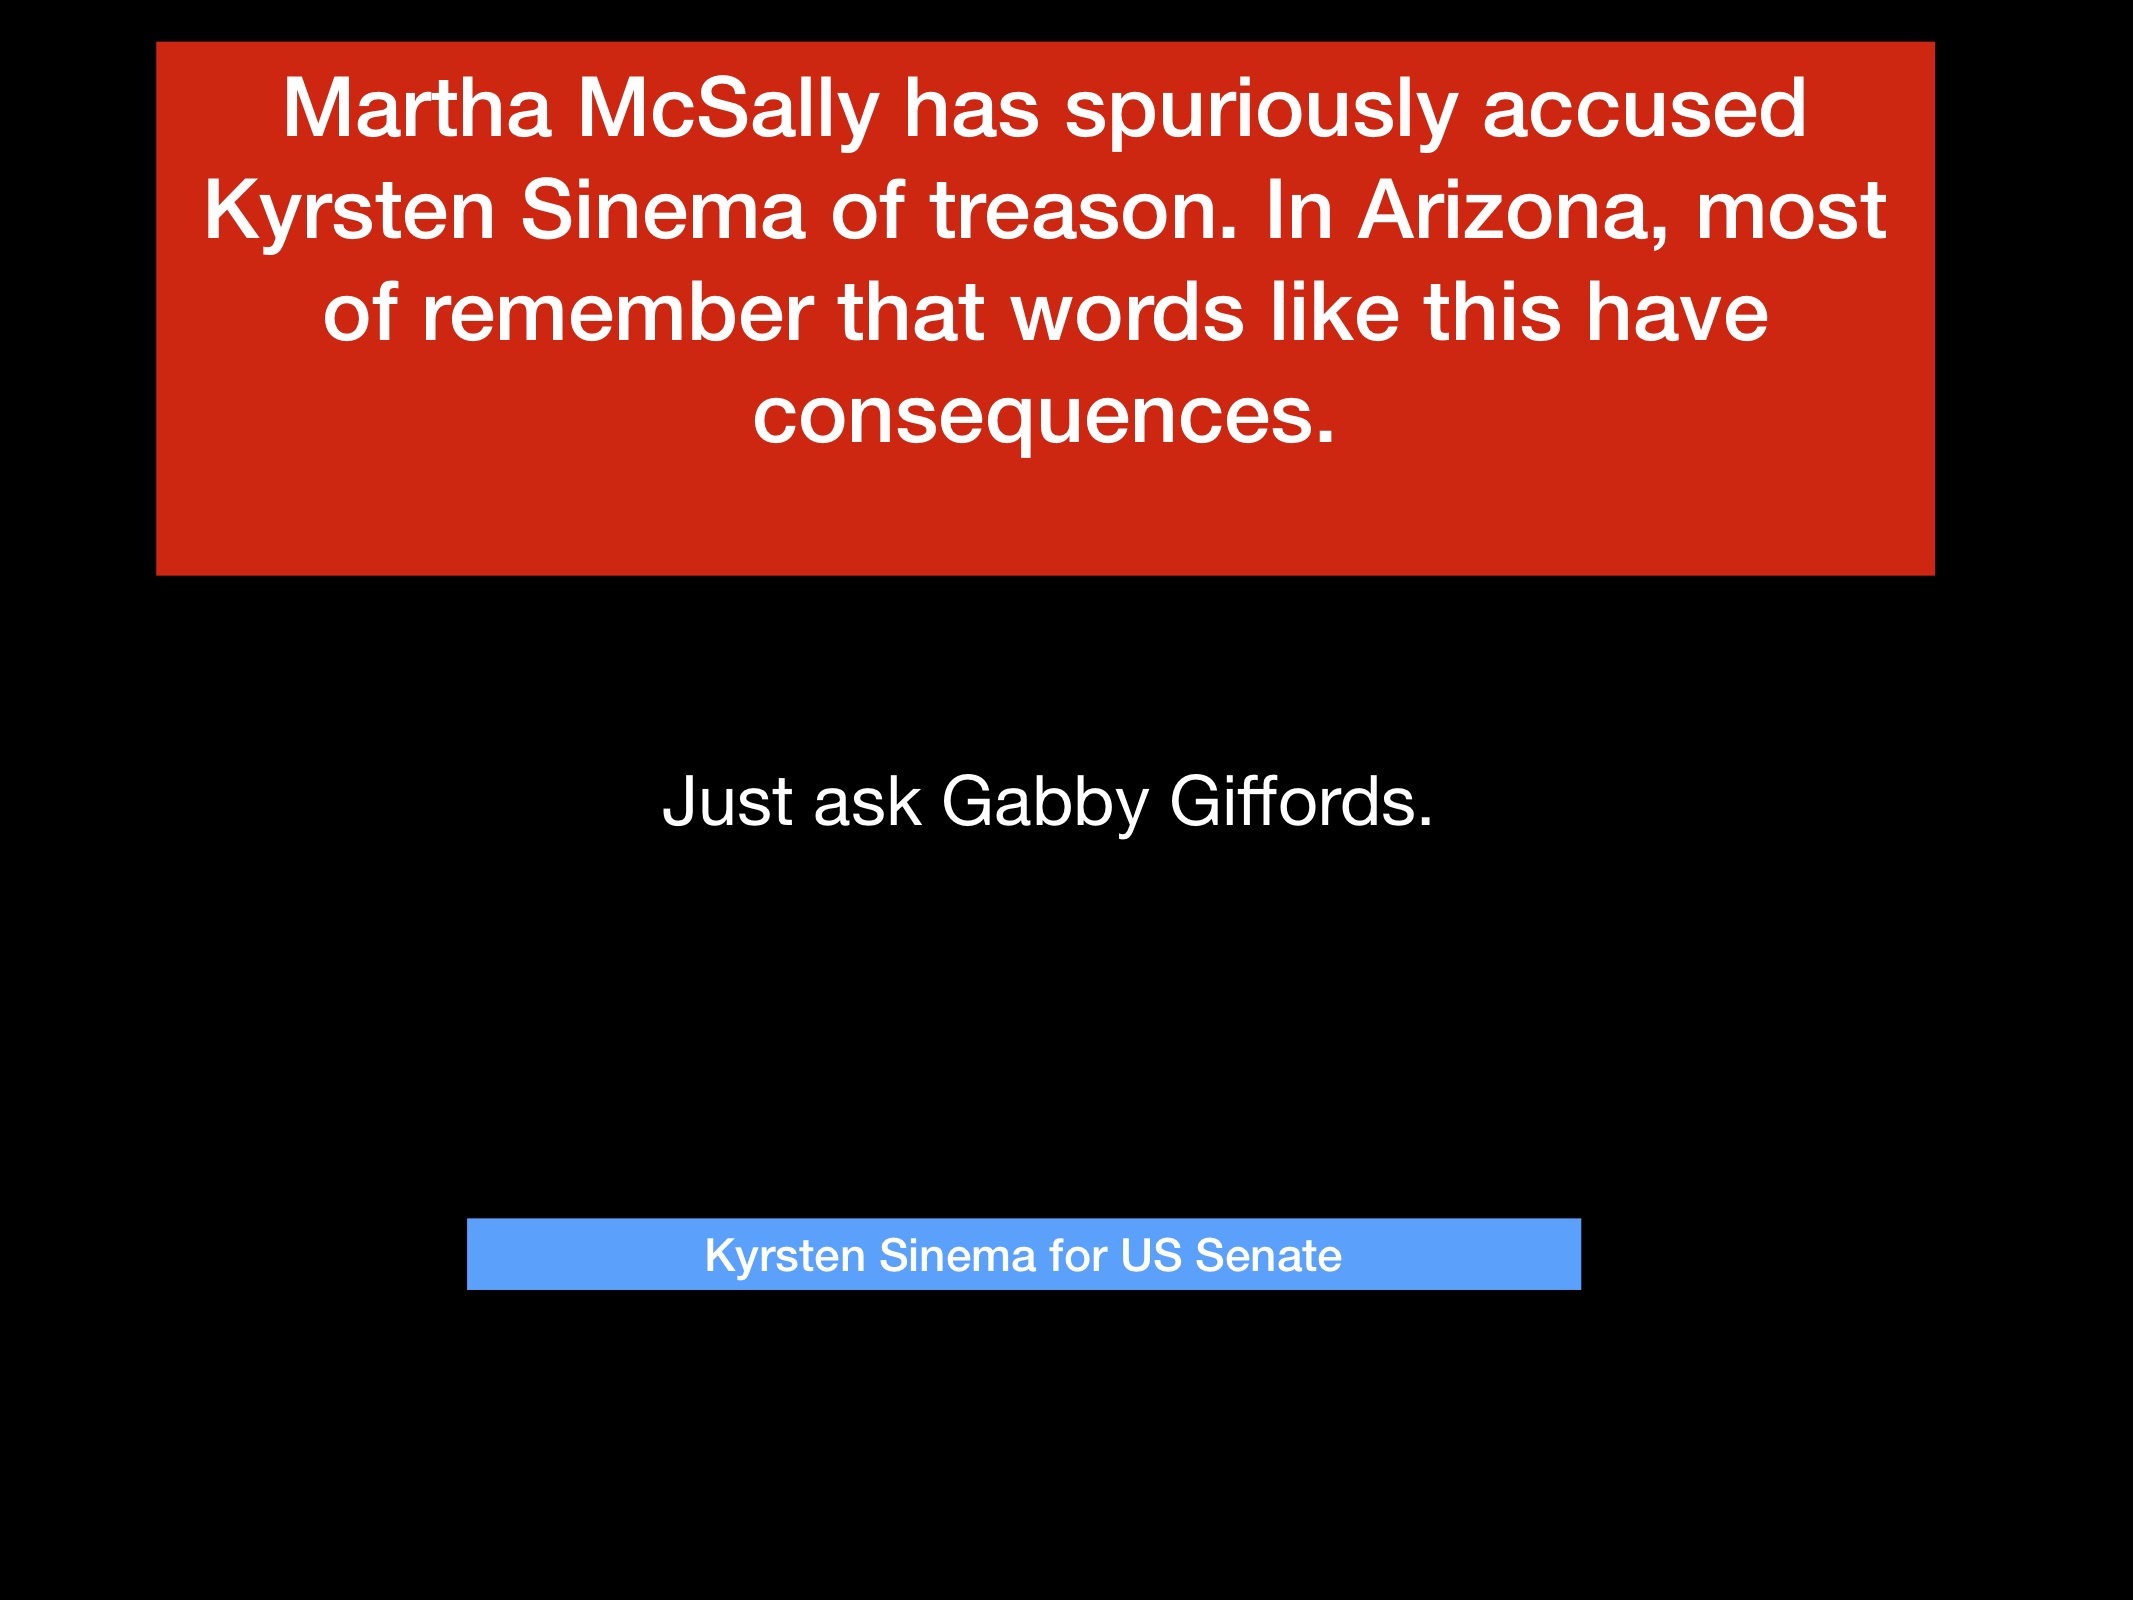 Martha McSally has spuriously accused
Kyrsten Sinema of treason. In Arizona, most
of remember that words like this have
consequences.
Just ask Gabby Giffords.
Kyrsten Sinema for US Senate